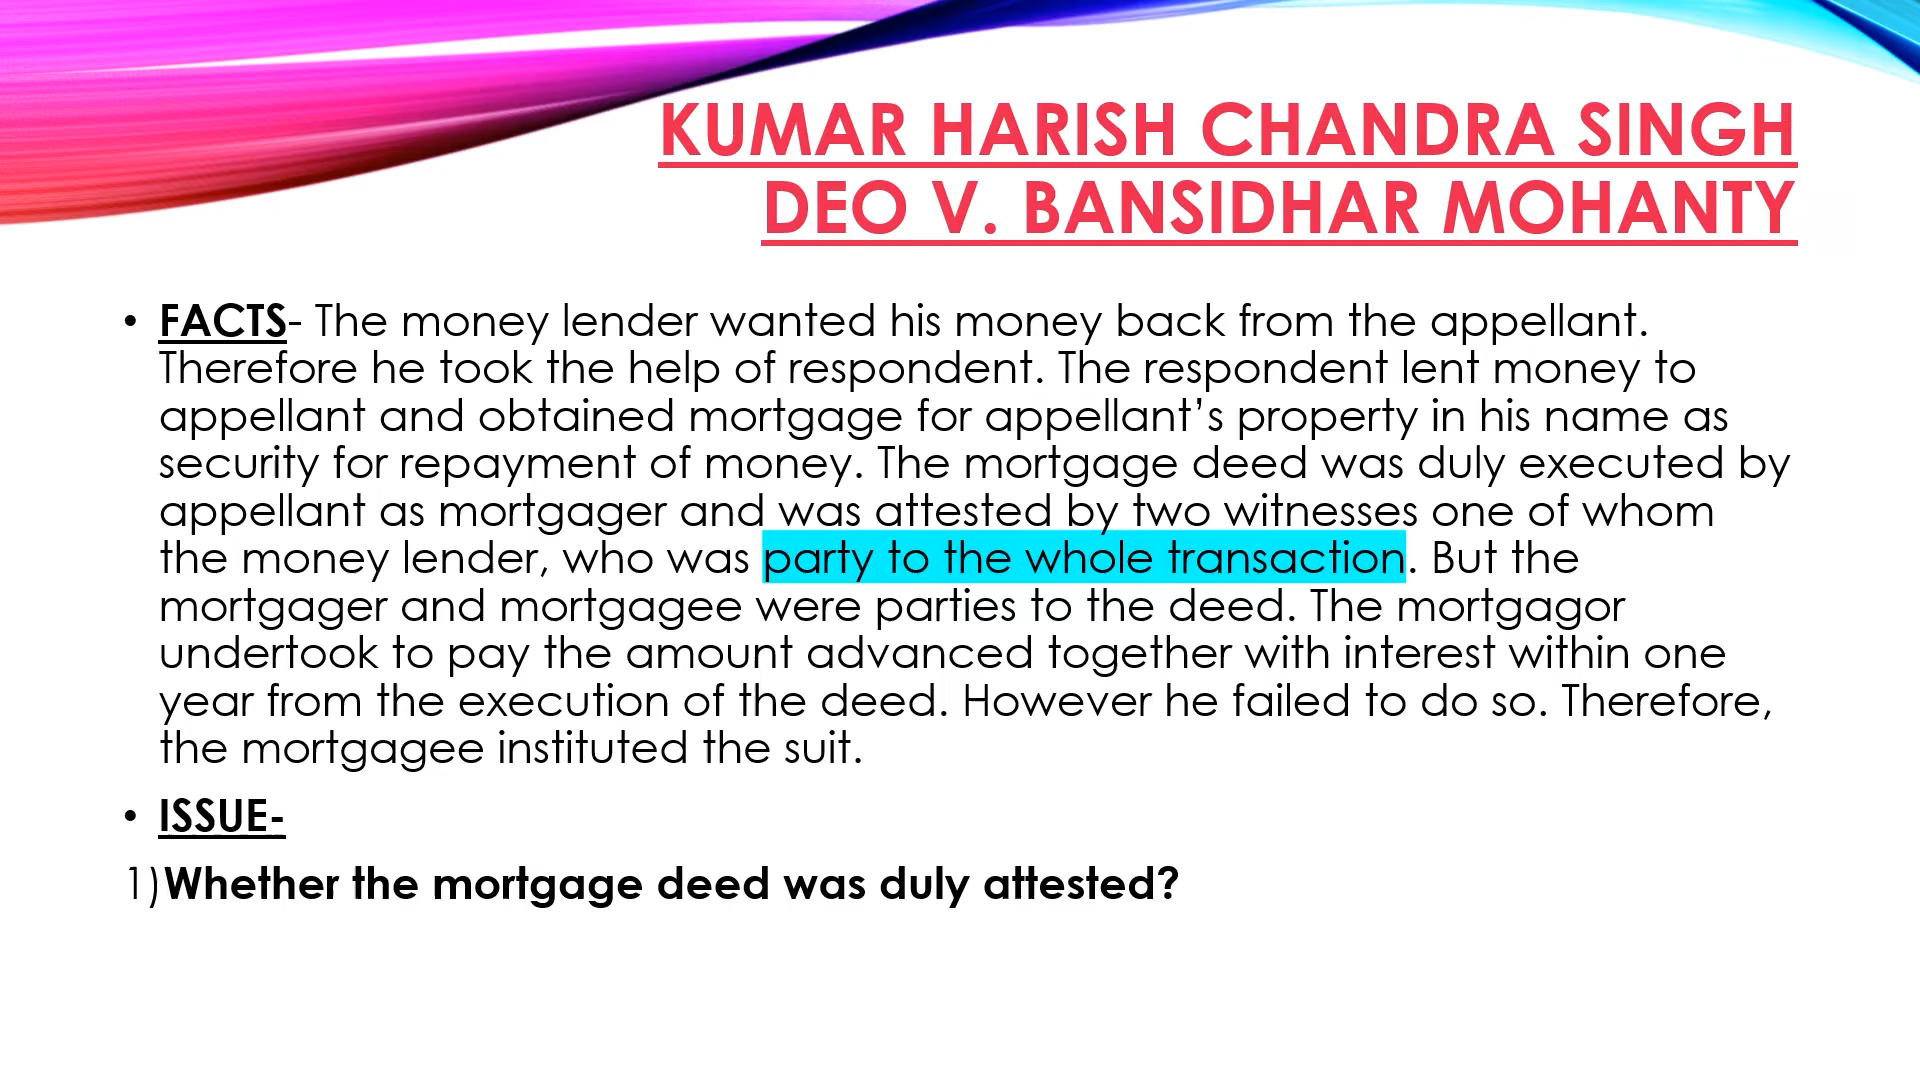 KUMAR HARISH CHANDRA SINGH
DEO V. BANSIDHAR MOHANTY
• FACTS- The money lender wanted his money back from the appellant.
Therefore he took the help of respondent. The respondent lent money to
appellant and obtained mortgage for appellant’s property in his name as
security for repayment of money. The mortgage deed was duly executed by
appellant as mortgager and was attested by two witnesses one of whom
the money lender, who was party to the whole transaction. But the
mortgager and mortgagee were parties to the deed. The mortgagor
undertook to pay the amount advanced together with interest within one
year from the execution of the deed. However he failed to do so. Therefore,
the mortgagee instituted the suit.
• ISSUE-
1)Whether the mortgage deed was duly attested?